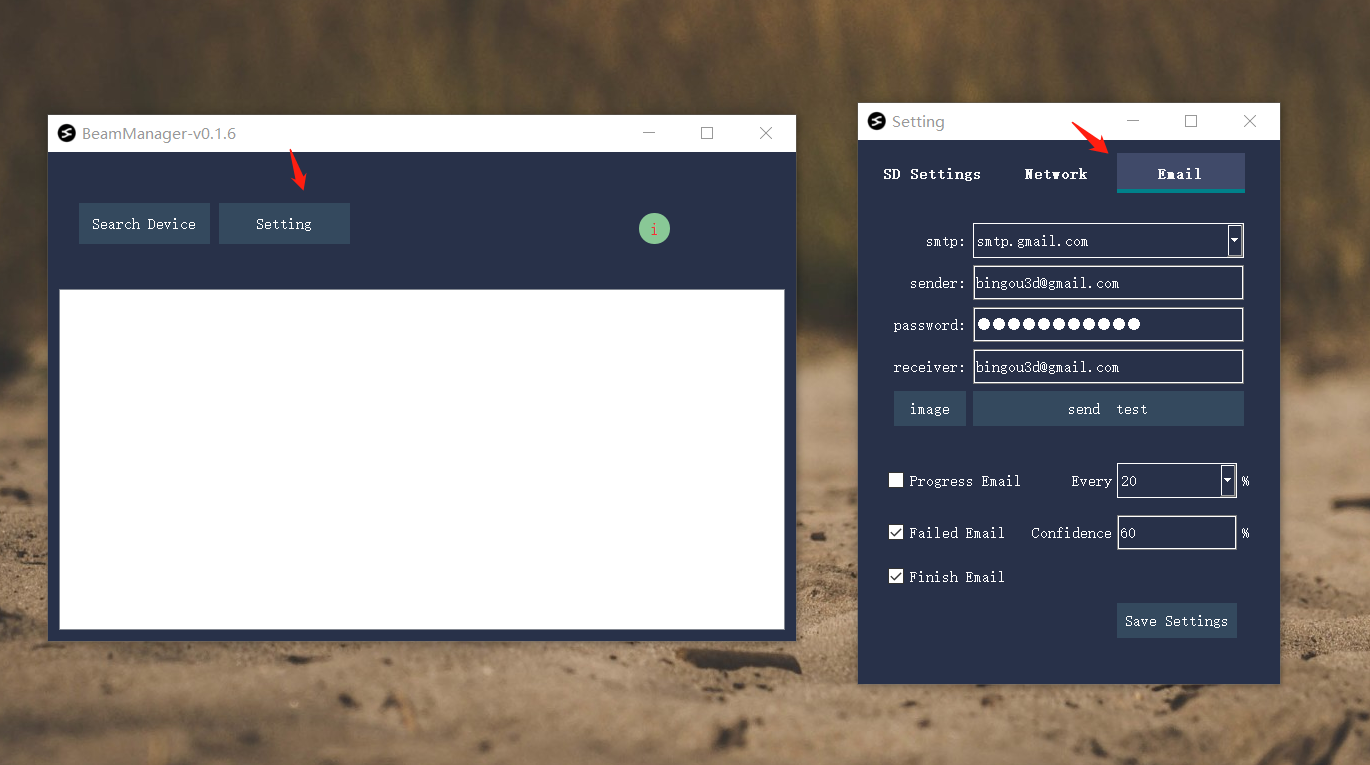 BeamManager-v0.1.6
Search Device
Setting
i
Setting
SD Settings
Network
Email
smtp:
smtp.gmail.com
sender:
bingou3d@gmail.com
password:
●●●●●●●●●●●
receiver:
bingou3d@gmail.com
image
send test
Progress Email
Every
20
%
Failed Email
Confidence
60
%
Finish Email
Save Settings